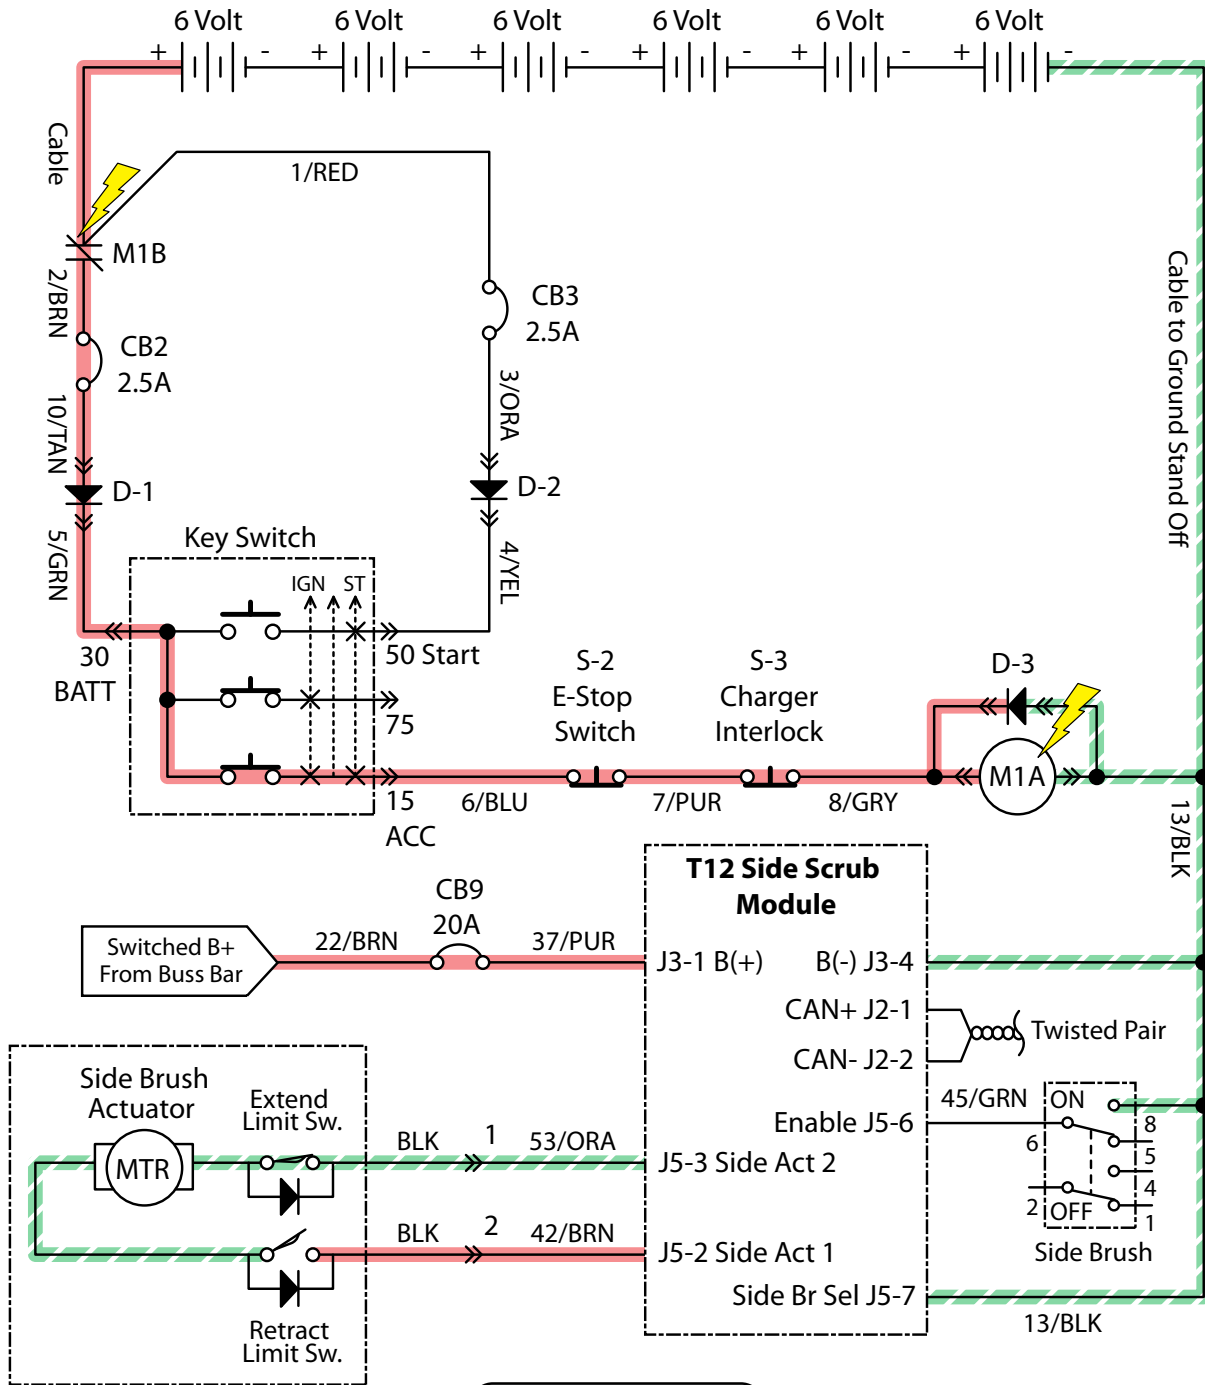 6 Volt 6 Volt 6 Volt 6 Volt 6 Volt 6 Volt
+ - + - + - + - + - + -
Cable
1/RED
M1B
2/BRN
CB3
2.5A
CB2
2.5A
Cable to Ground Stand Off
10/TAN
3/ORA
D-1
D-2
5/GRN
Key Switch
4/YEL
IGN ST
30
BATT
50 Start
75
15
ACC
S-2
E-Stop
Switch
S-3
Charger
Interlock
D-3
M1A
6/BLU
7/PUR
8/GRY
13/BLK
T12 Side Scrub
Module
CB9
20A
Switched B+
From Buss Bar
22/BRN
37/PUR
J3-1 B(+)
B(-) J3-4
CAN+ J2-1
CAN- J2-2
Twisted Pair
Enable J5-6
45/GRN
ON
8
6
5
4
2
OFF
1
Side Brush
Side Brush
Actuator
Extend
Limit Sw.
MTR
BLK 1 53/ORA
J5-3 Side Act 2
BLK 2 42/BRN
J5-2 Side Act 1
Side Br Sel J5-7
13/BLK
Retract
Limit Sw.